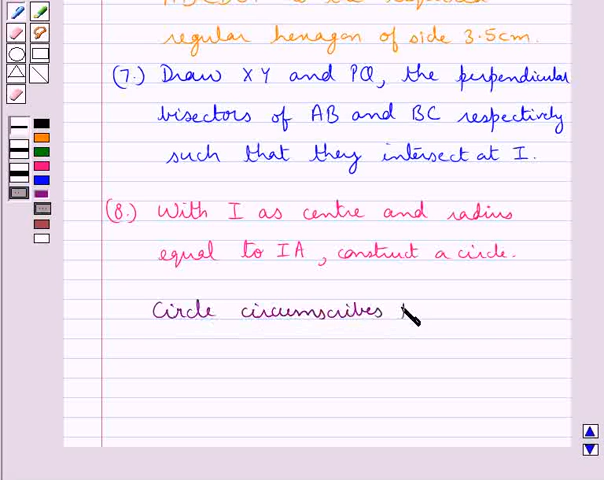 regular hexagon of side 3.5cm.
(7.) Draw XY and PQ, the perpendicular
bisectors of AB and BC respectively
such that they intersect at I.
(8.) With I as centre and radius
equal to IA, construct a circle.
Circle circumscribes